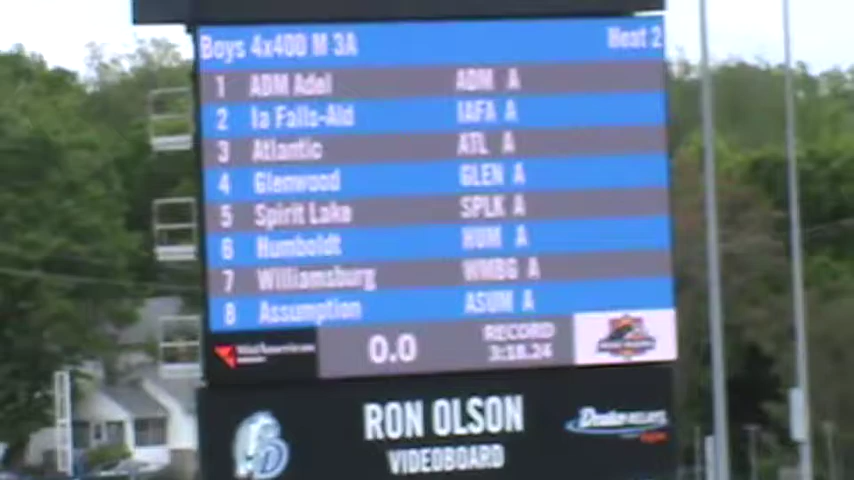 Boys 4x400 M 3A Heat 2
1 ADM Adel ADM A
2 Ia Falls-Ald IAFA A
3 Atlantic ATL A
4 Glenwood GLEN A
5 Spirit Lake SPLK A
6 Humboldt HUM A
7 Williamsburg WMBG A
8 Assumption ASUM A
0.0 RECORD
3:18.24
RON OLSON
VIDEOBOARD
D Drake